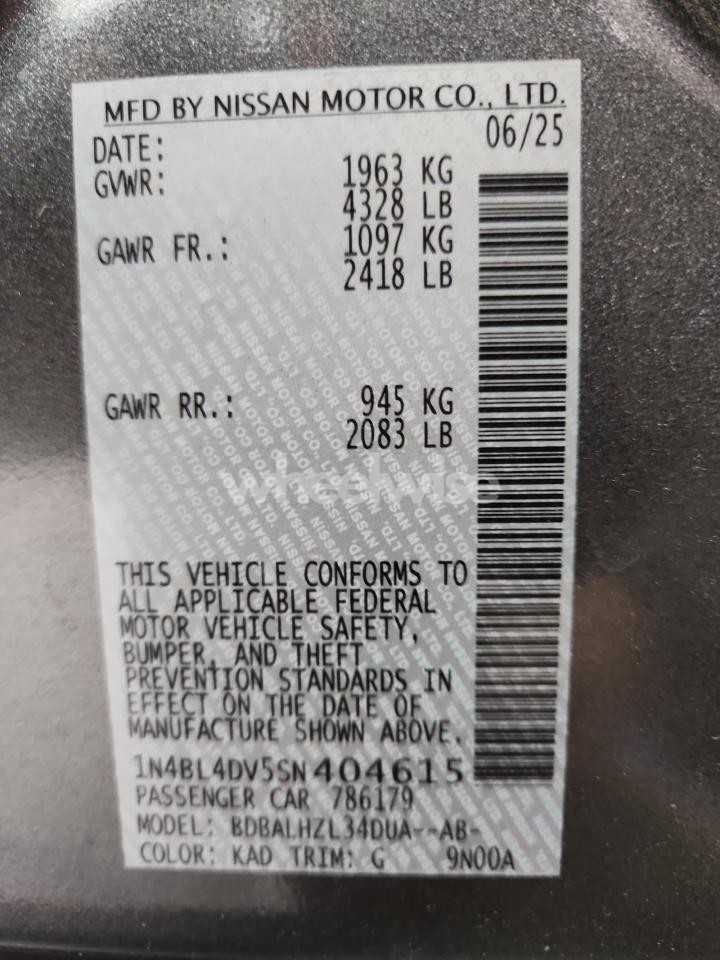 MFD BY NISSAN MOTOR CO., LTD.
DATE: 06/25
GVWR: 1963 KG
4328 LB
GAWR FR.: 1097 KG
2418 LB
GAWR RR.: 945 KG
2083 LB
wheelwise
THIS VEHICLE CONFORMS TO
ALL APPLICABLE FEDERAL
MOTOR VEHICLE SAFETY,
BUMPER, AND THEFT
PREVENTION STANDARDS IN
EFFECT ON THE DATE OF
MANUFACTURE SHOWN ABOVE.
1N4BL4DV5SN404615
PASSENGER CAR 786179
MODEL: BDBALHZL34DUA--AB-
COLOR: KAD TRIM: G 9N00A